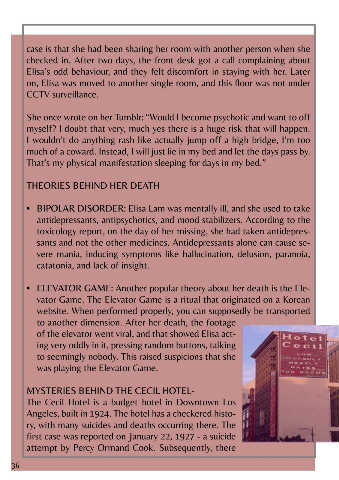 case is that she had been sharing her room with another person when she
checked in. After two days, the front desk got a call complaining about
Elisa's odd behaviour, and they felt discomfort in staying with her. Later
on, Elisa was moved to another single room, and this floor was not under
CCTV surveillance.
She once wrote on her Tumblr: "Would I become psychotic and want to off
myself? I doubt that very, much yes there is a huge risk that will happen.
I wouldn't do anything rash like actually jump off a high bridge, I'm too
much of a coward. Instead, I will just lie in my bed and let the days pass by.
That's my physical manifestation sleeping for days in my bed."
THEORIES BEHIND HER DEATH
• BIPOLAR DISORDER: Elisa Lam was mentally ill, and she used to take
antidepressants, antipsychotics, and mood stabilizers. According to the
toxicology report, on the day of her missing, she had taken antidepres-
sants and not the other medicines. Antidepressants alone can cause se-
vere mania, inducing symptoms like hallucination, delusion, paranoia,
catatonia, and lack of insight.
• ELEVATOR GAME: Another popular theory about her death is the Ele-
vator Game. The Elevator Game is a ritual that originated on a Korean
website. When performed properly, you can supposedly be transported
to another dimension. After her death, the footage
of the elevator went viral, and that showed Elisa act-
ing very oddly in it, pressing random buttons, talking
to seemingly nobody. This raised suspicions that she
was playing the Elevator Game.
MYSTERIES BEHIND THE CECIL HOTEL-
The Cecil Hotel is a budget hotel in Downtown Los
Angeles, built in 1924. The hotel has a checkered histo-
ry, with many suicides and deaths occurring there. The
first case was reported on January 22, 1927 - a suicide
attempt by Percy Ormand Cook. Subsequently, there
Hotel
Cecil
36